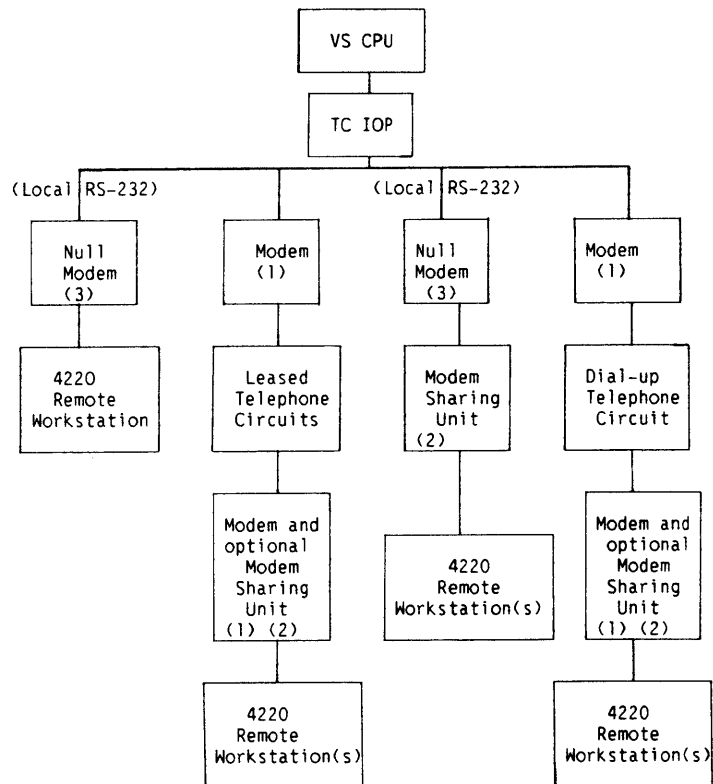 VS CPU
TC IOP
(Local RS-232)
(Local RS-232)
Null
Modem
(3)
Modem
(1)
Null
Modem
(3)
Modem
(1)
4220
Remote
Workstation
Leased
Telephone
Circuits
Modem
Sharing
Unit
(2)
Dial-up
Telephone
Circuit
Modem and
optional
Modem
Sharing
Unit
(1) (2)
4220
Remote
Workstation(s)
Modem and
optional
Modem
Sharing
Unit
(1) (2)
4220
Remote
Workstation(s)
4220
Remote
Workstation(s)